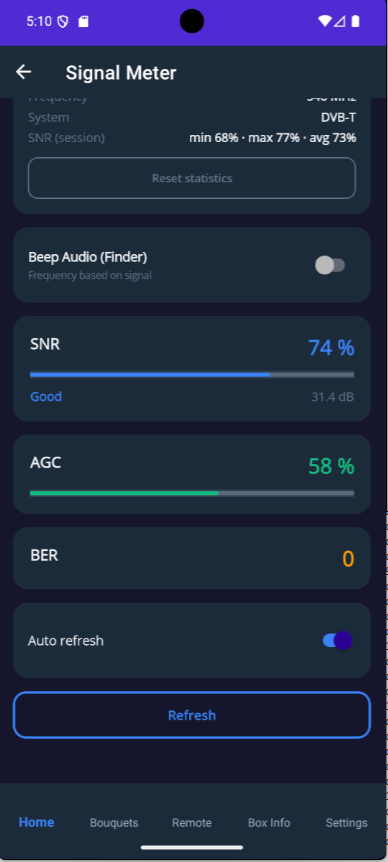 5:10
Signal Meter
Frequency
System DVB-T
SNR (session) min 68% · max 77% · avg 73%
Reset statistics
Beep Audio (Finder)
Frequency based on signal
SNR 74 %
Good 31.4 dB
AGC 58 %
BER 0
Auto refresh
Refresh
Home Bouquets Remote Box Info Settings